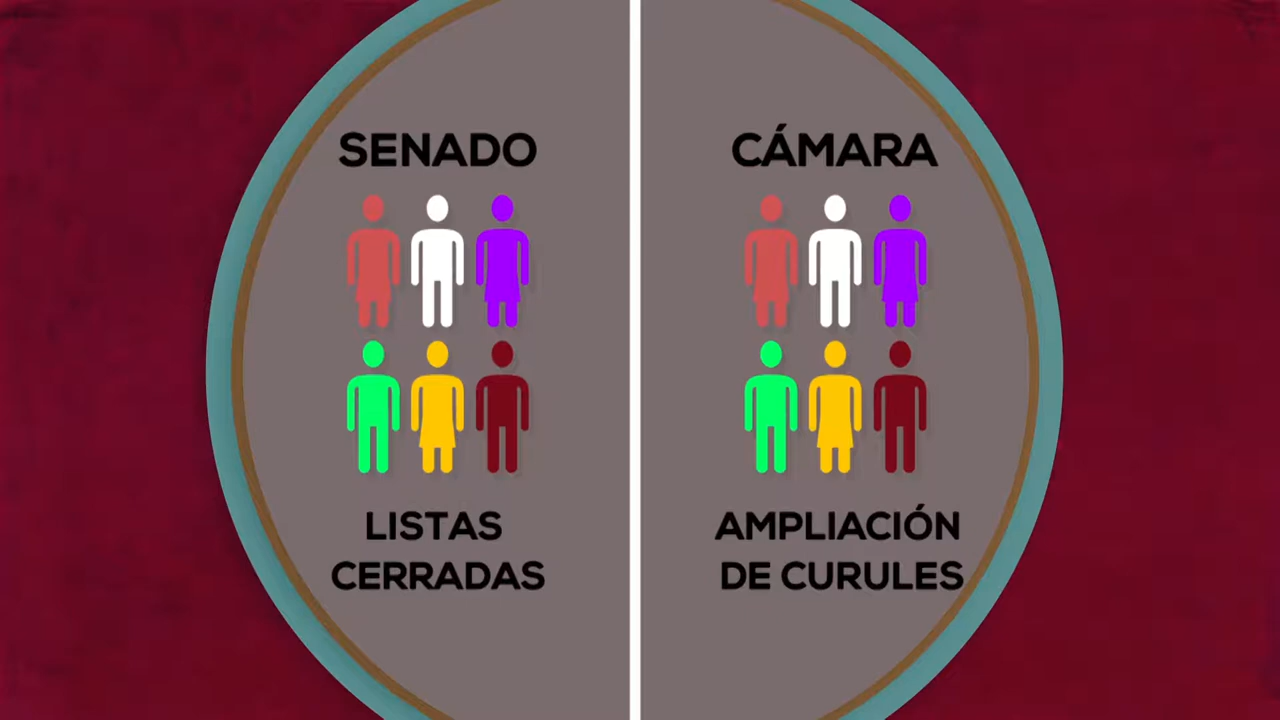 SENADO
LISTAS
CERRADAS
CÁMARA
AMPLIACIÓN
DE CURULES